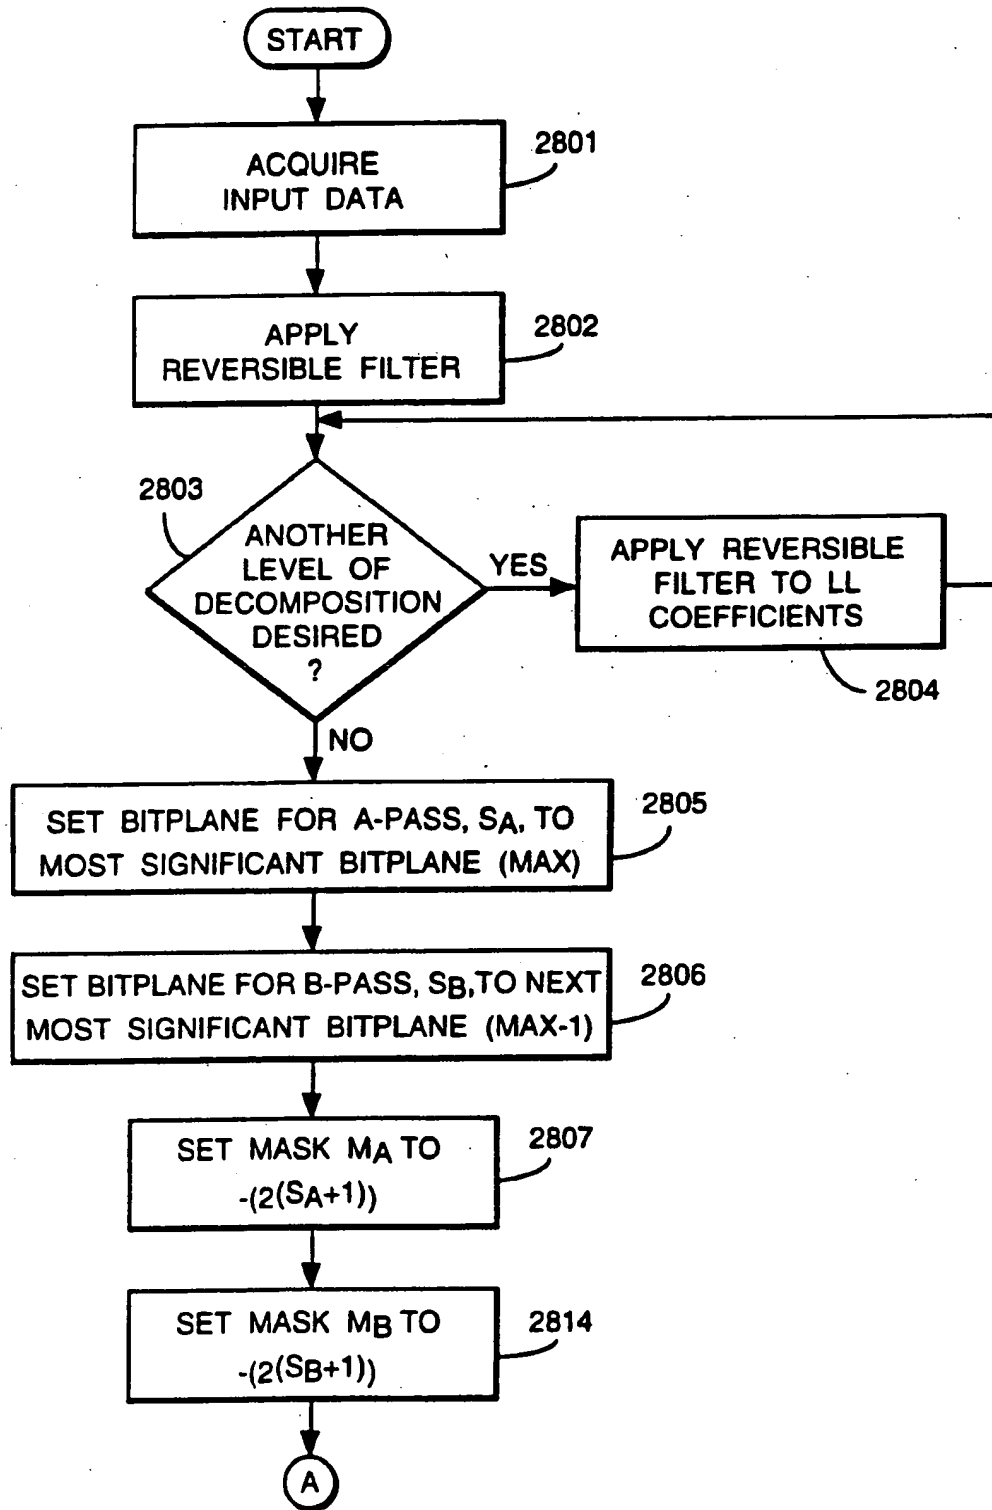 START
ACQUIRE
INPUT DATA
2801
APPLY
REVERSIBLE FILTER
2802
2803
ANOTHER
LEVEL OF
DECOMPOSITION
DESIRED
?
YES
APPLY REVERSIBLE
FILTER TO LL
COEFFICIENTS
2804
NO
SET BITPLANE FOR A-PASS, SA, TO
MOST SIGNIFICANT BITPLANE (MAX)
2805
SET BITPLANE FOR B-PASS, SB, TO NEXT
MOST SIGNIFICANT BITPLANE (MAX-1)
2806
SET MASK MA TO
-(2(SA+1))
2807
SET MASK MB TO
-(2(SB+1))
2814
A